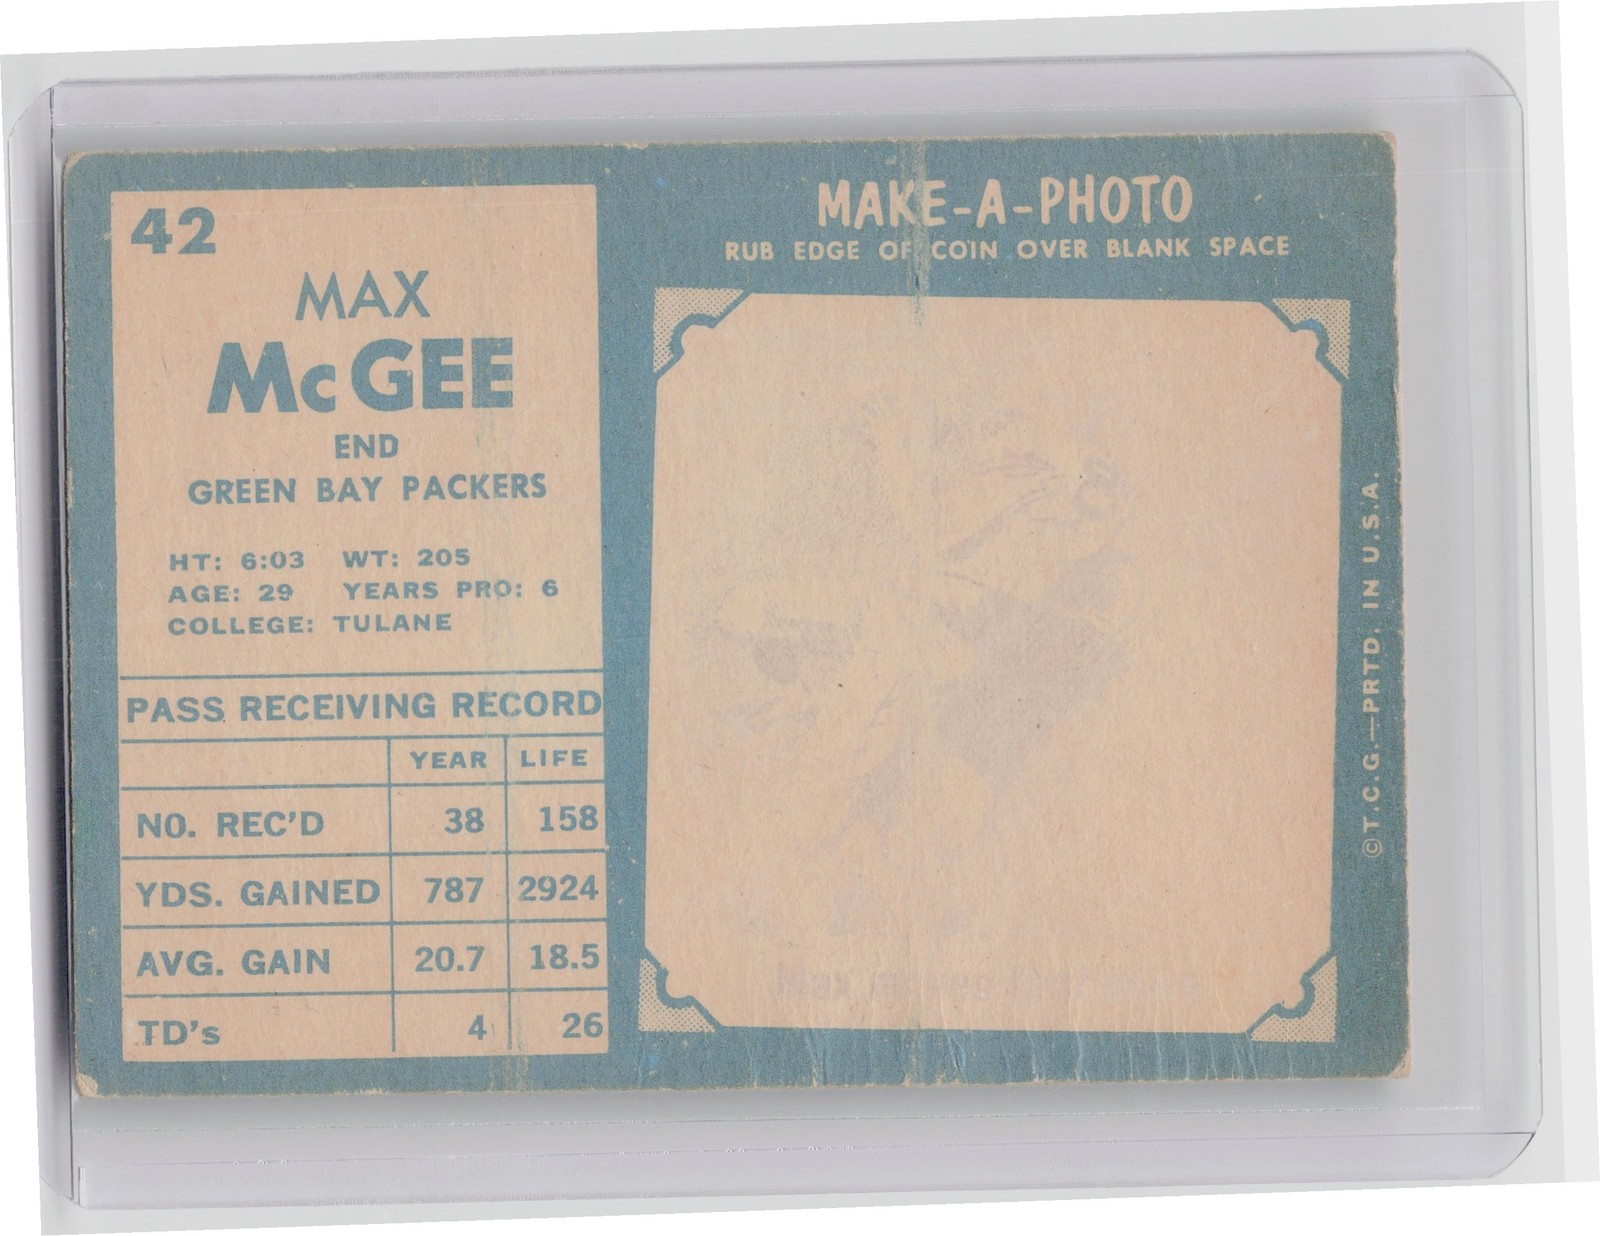 42
MAX
McGEE
END
GREEN BAY PACKERS
HT: 6:03 WT: 205
AGE: 29 YEARS PRO: 6
COLLEGE: TULANE
PASS RECEIVING RECORD
YEAR LIFE
NO. REC'D 38 158
YDS. GAINED 787 2924
AVG. GAIN 20.7 18.5
TD's 4 26
MAKE-A-PHOTO
RUB EDGE OF COIN OVER BLANK SPACE
©T.C.G.—PRTD. IN U.S.A.